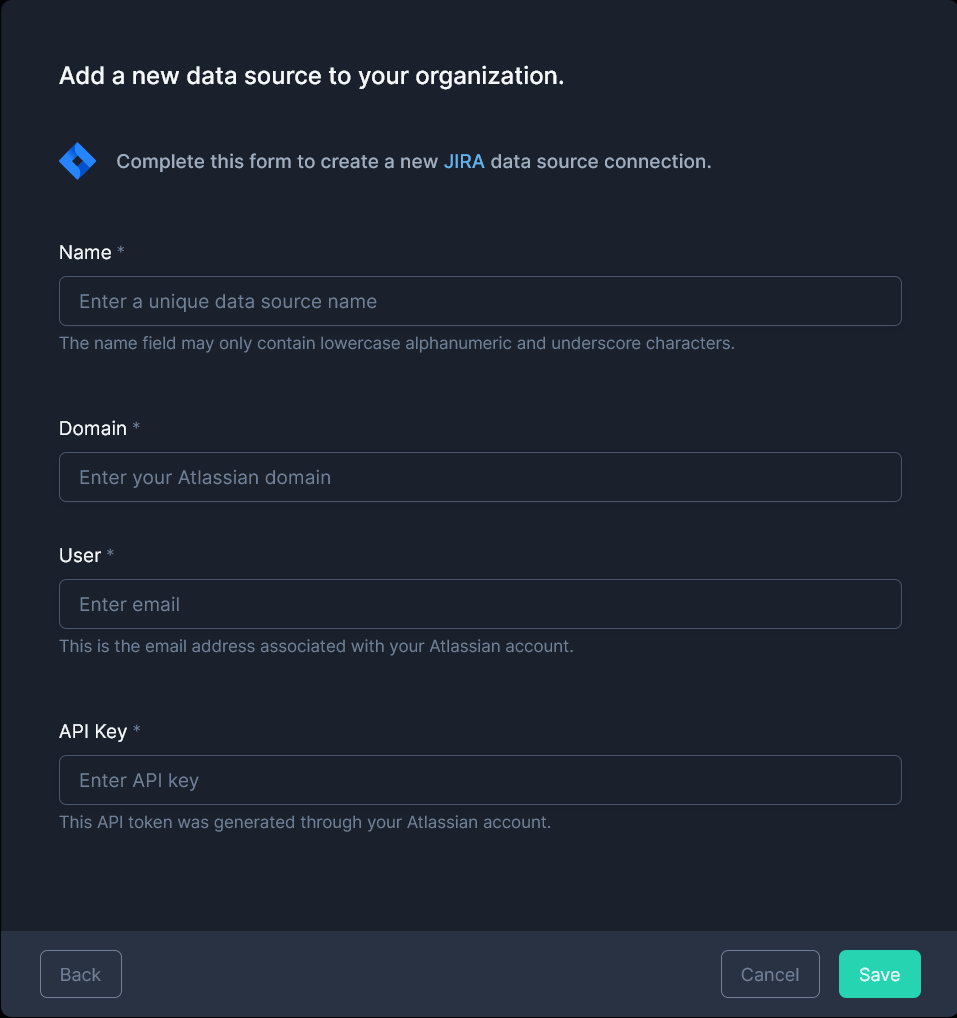 Add a new data source to your organization.
Complete this form to create a new JIRA data source connection.
Name *
Enter a unique data source name
The name field may only contain lowercase alphanumeric and underscore characters.
Domain *
Enter your Atlassian domain
User *
Enter email
This is the email address associated with your Atlassian account.
API Key *
Enter API key
This API token was generated through your Atlassian account.
Back Cancel Save